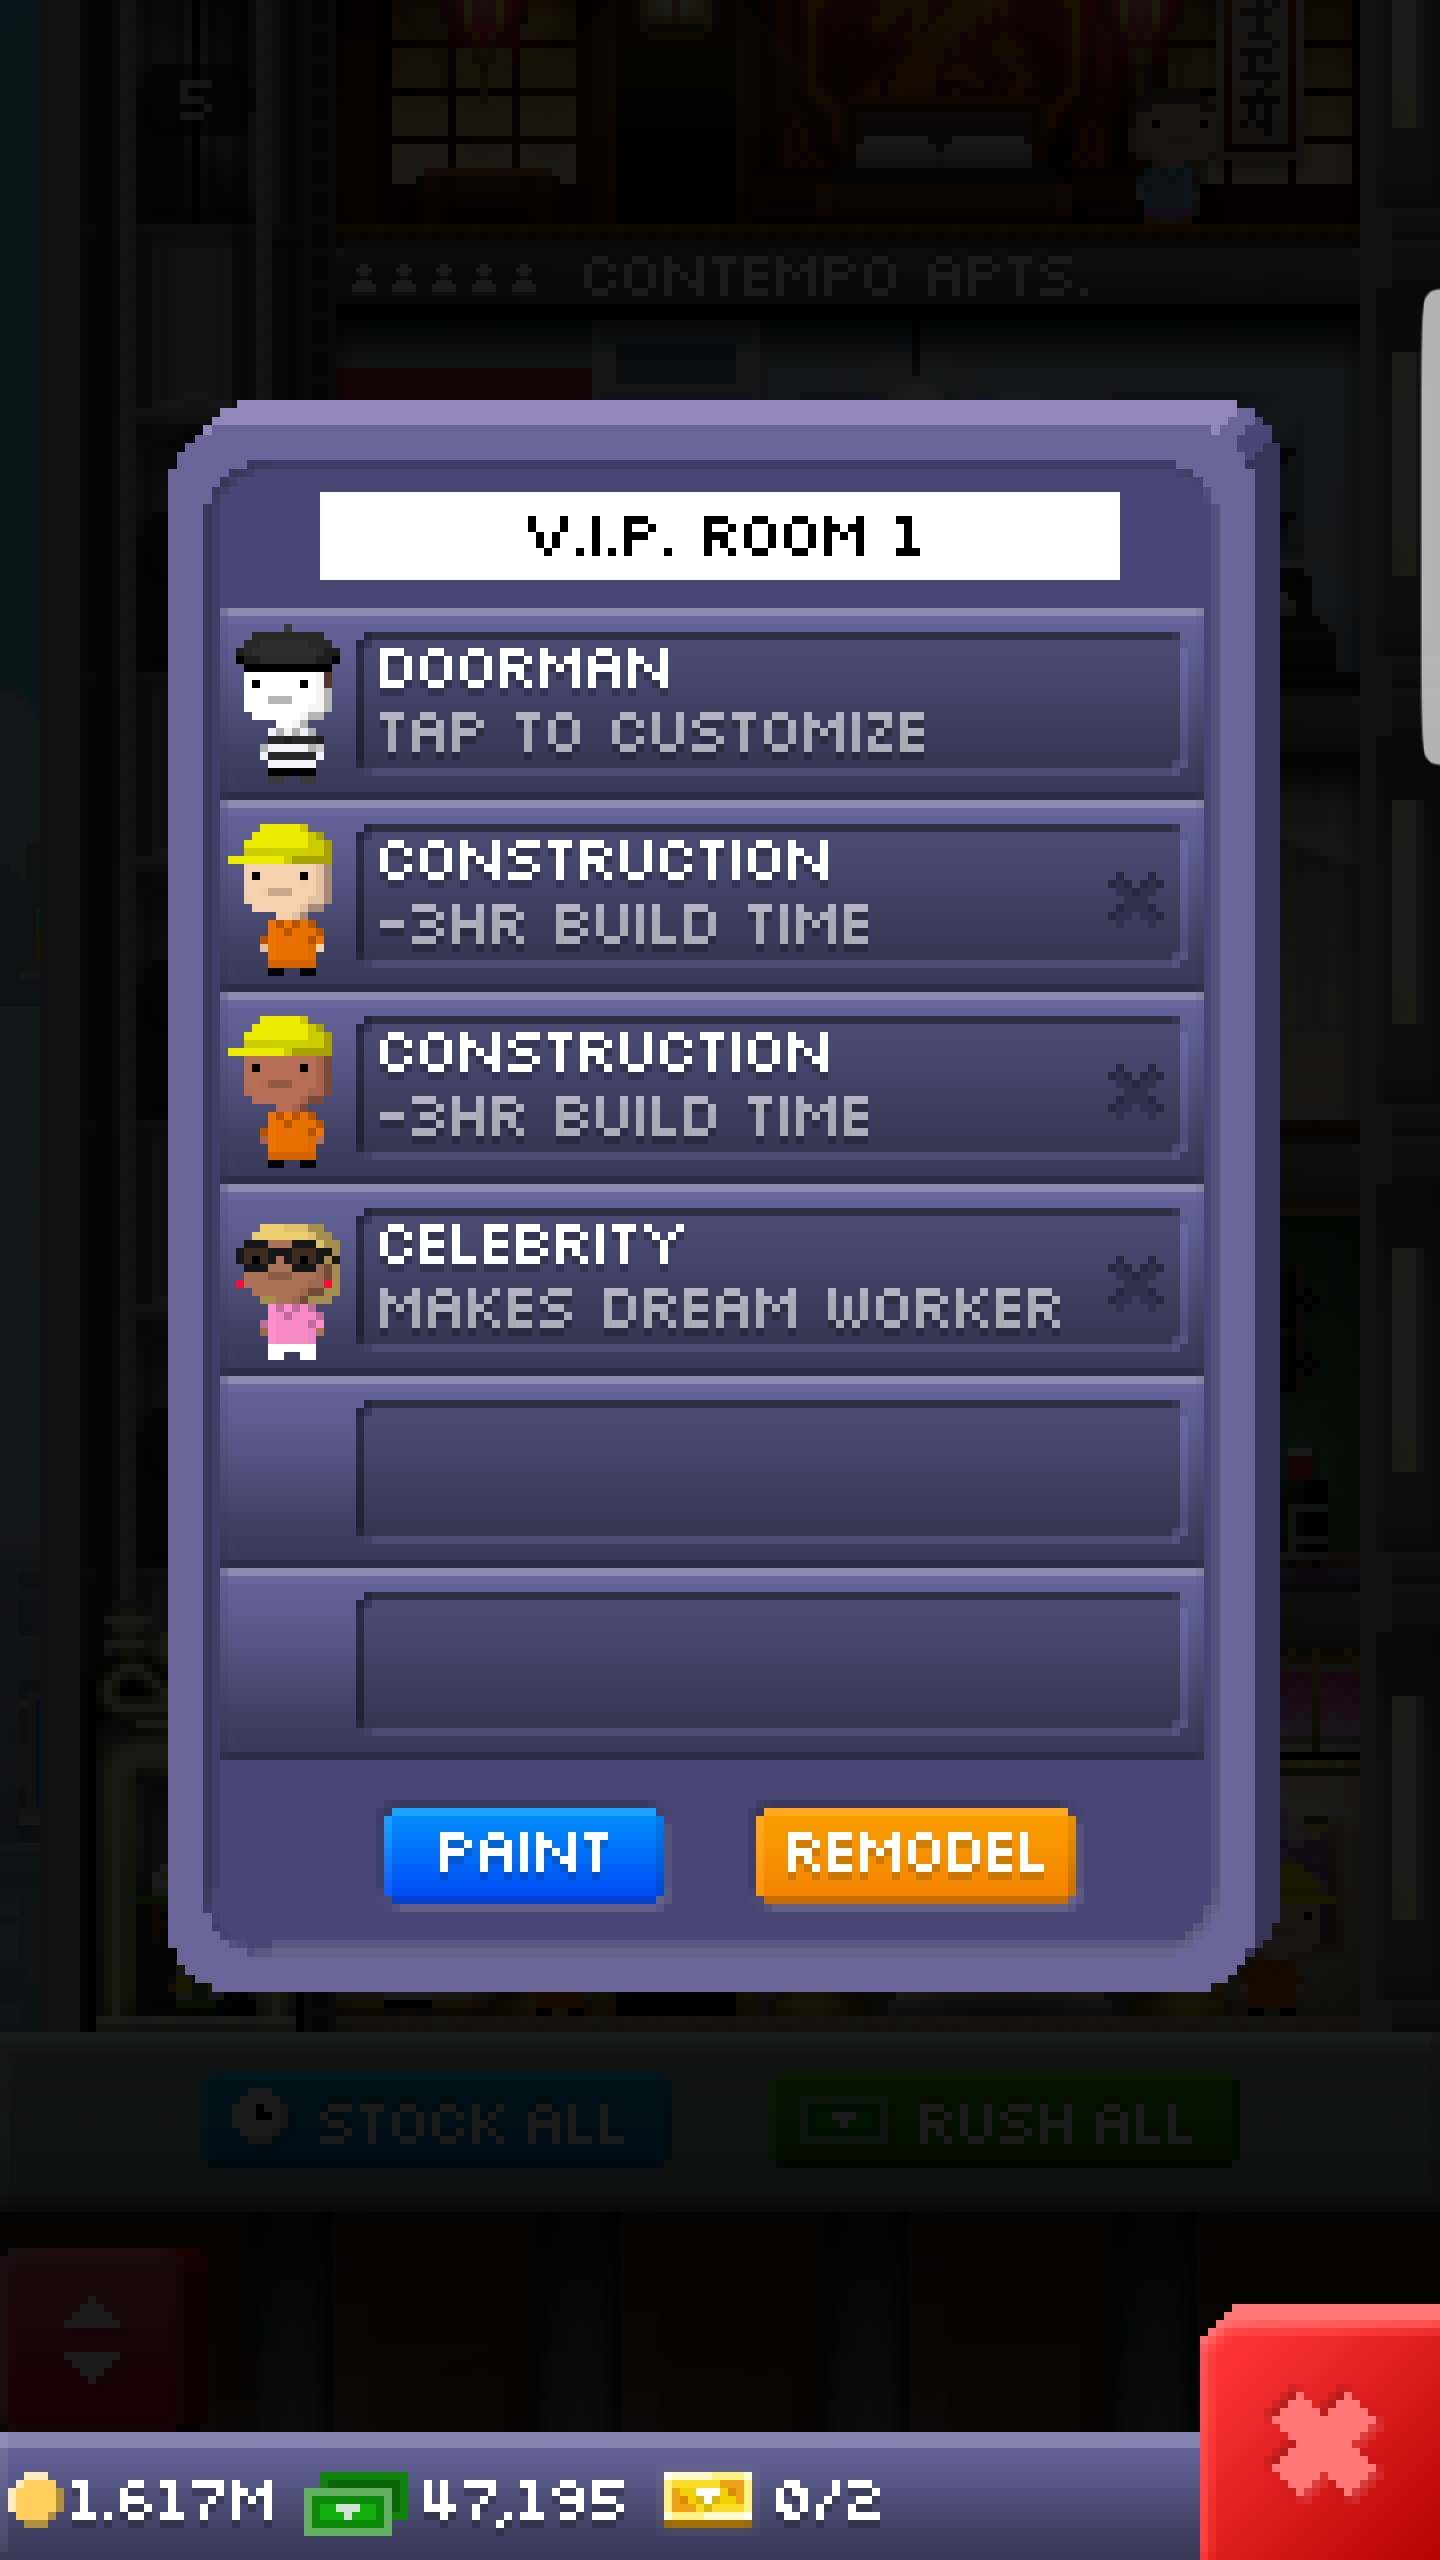 5
CONTEMPO APTS.
V.I.P. ROOM 1
DOORMAN
TAP TO CUSTOMIZE
CONSTRUCTION
-3HR BUILD TIME
CONSTRUCTION
-3HR BUILD TIME
CELEBRITY
MAKES DREAM WORKER
PAINT
REMODEL
STOCK ALL
RUSH ALL
1.617M
47,195
0/2